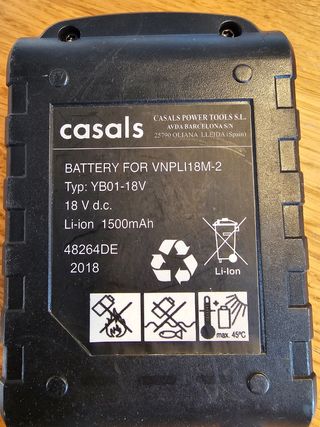 casals
CASALS POWER TOOLS S.L.
AVDA BARCELONA S/N
25790 OLIANA LLEIDA (Spain)
BATTERY FOR VNPLI18M-2
Typ: YB01-18V
18 V d.c.
Li-ion 1500mAh
48264DE
2018
Li-Ion
max. 45ºC